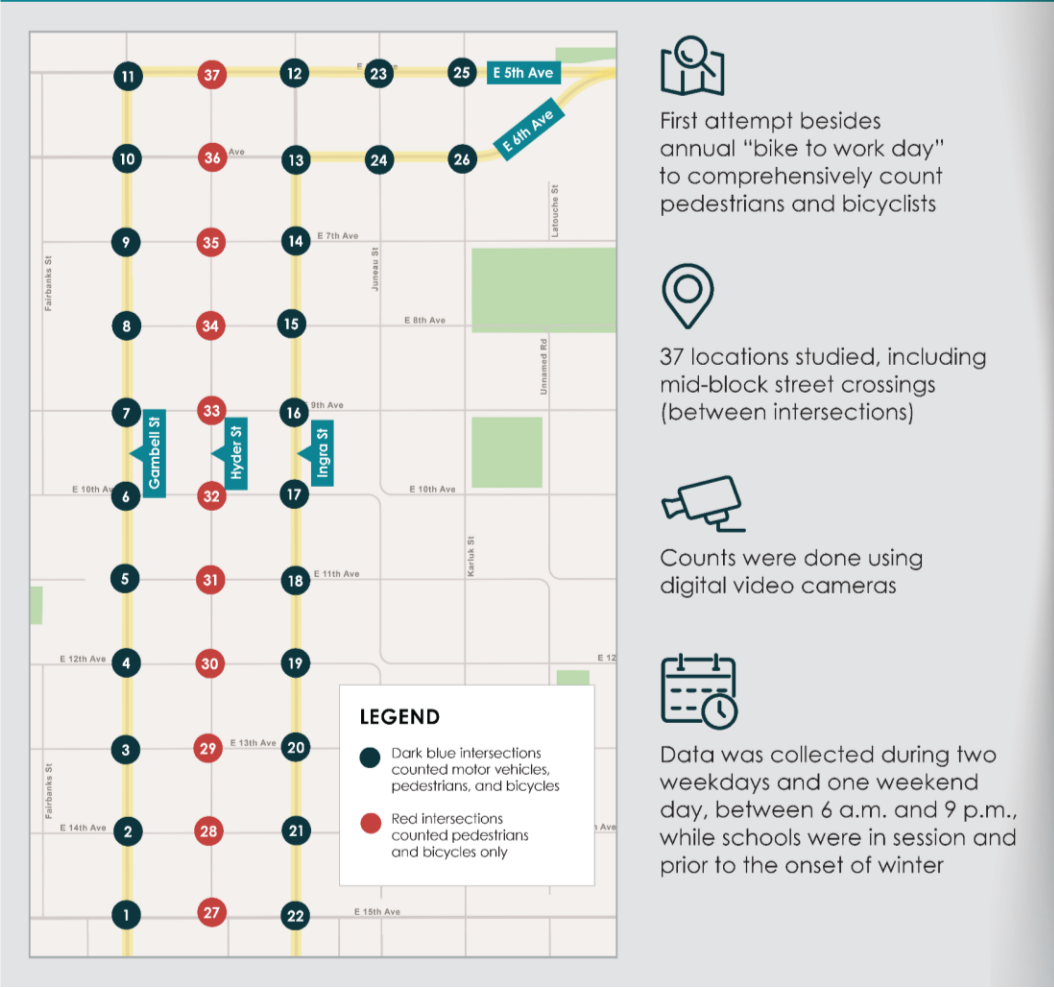 11
37
12
23
25
E 5th Ave
10
36
Ave
13
24
26
E 6th Ave
9
35
14
E 7th Ave
Fairbanks St
Juneau St
Latouche St
8
34
15
E 8th Ave
Unnamed Rd
7
33
16
9th Ave
Gambell St
Hyder St
Ingra St
E 10th Av
6
32
17
E 10th Ave
5
31
18
E 11th Ave
Karluk St
E 12th Ave
4
30
19
E 12
3
29
E 13th Ave
20
Fairbanks St
E 14th Ave
2
28
21
Ave
1
27
22
E 15th Ave
LEGEND
Dark blue intersections
counted motor vehicles,
pedestrians, and bicycles
Red intersections
counted pedestrians
and bicycles only
First attempt besides
annual “bike to work day”
to comprehensively count
pedestrians and bicyclists
37 locations studied, including
mid-block street crossings
(between intersections)
Counts were done using
digital video cameras
Data was collected during two
weekdays and one weekend
day, between 6 a.m. and 9 p.m.,
while schools were in session and
prior to the onset of winter